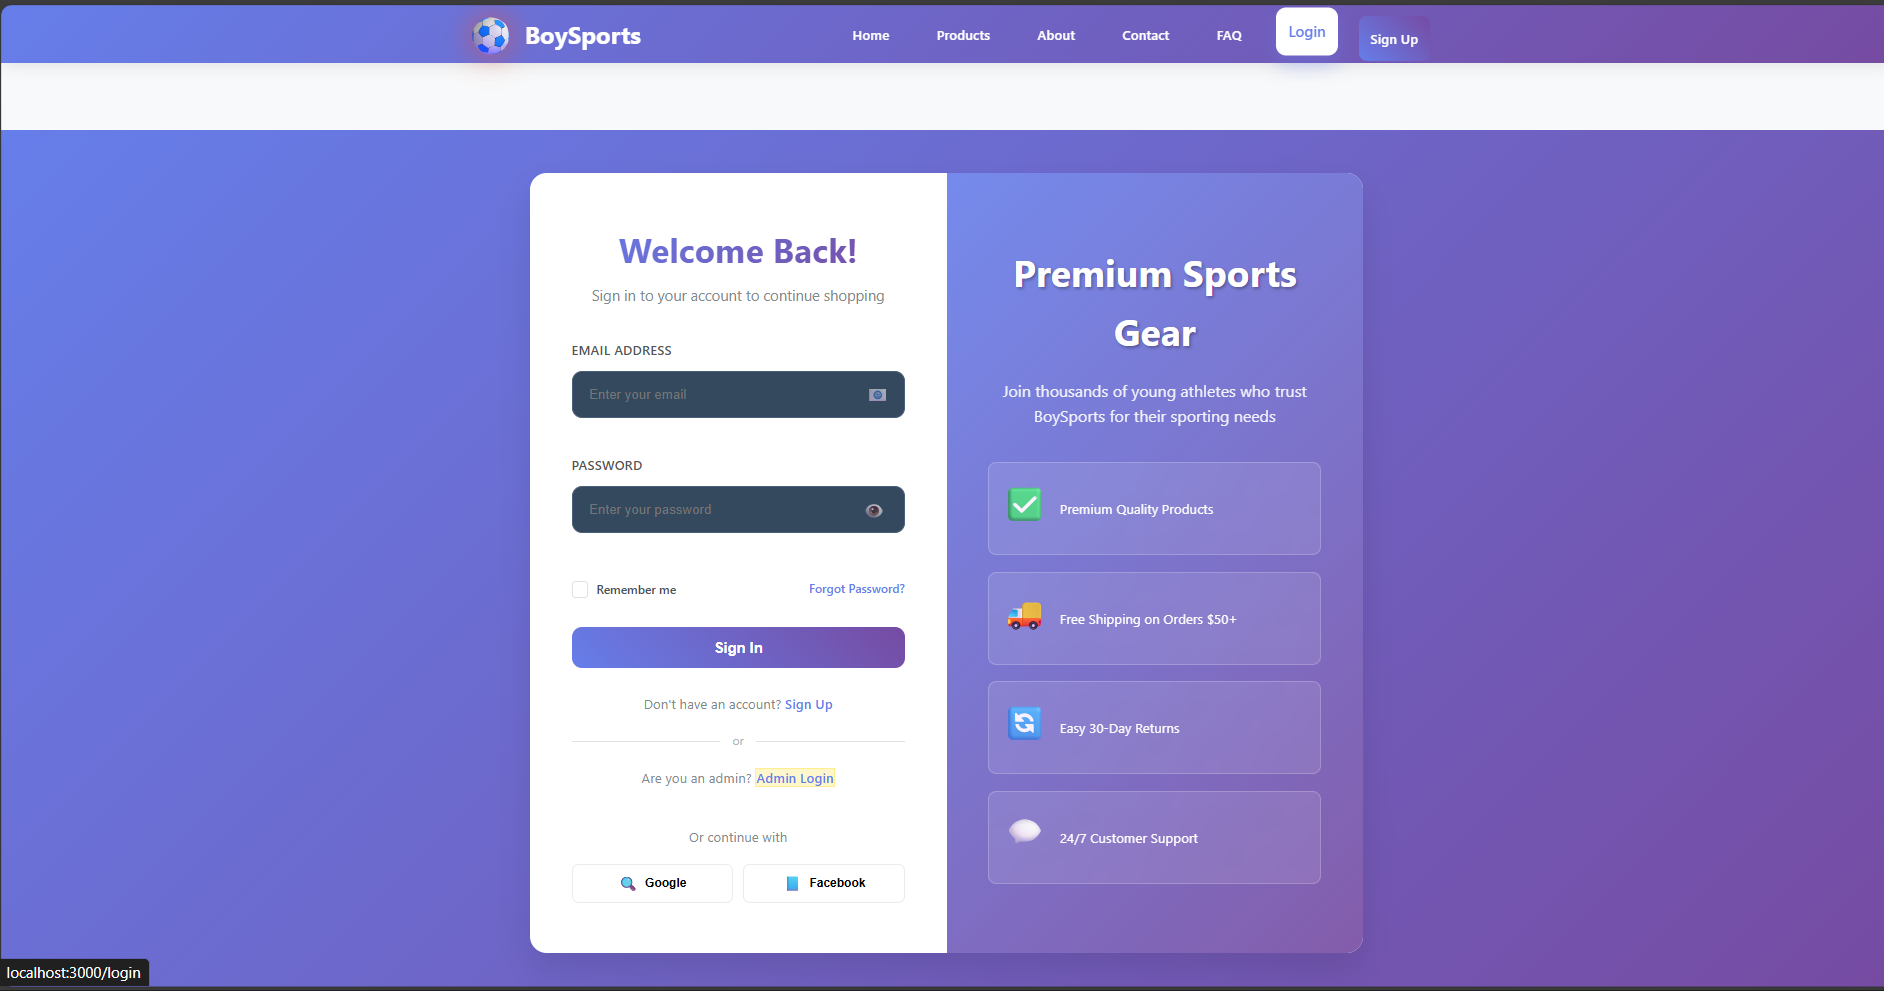 BoySports
Home
Products
About
Contact
FAQ
Login
Sign Up
Welcome Back!
Sign in to your account to continue shopping
EMAIL ADDRESS
Enter your email
PASSWORD
Enter your password
Remember me
Forgot Password?
Sign In
Don't have an account? Sign Up
or
Are you an admin? Admin Login
Or continue with
Google
Facebook
Premium Sports
Gear
Join thousands of young athletes who trust
BoySports for their sporting needs
Premium Quality Products
Free Shipping on Orders $50+
Easy 30-Day Returns
24/7 Customer Support
localhost:3000/login